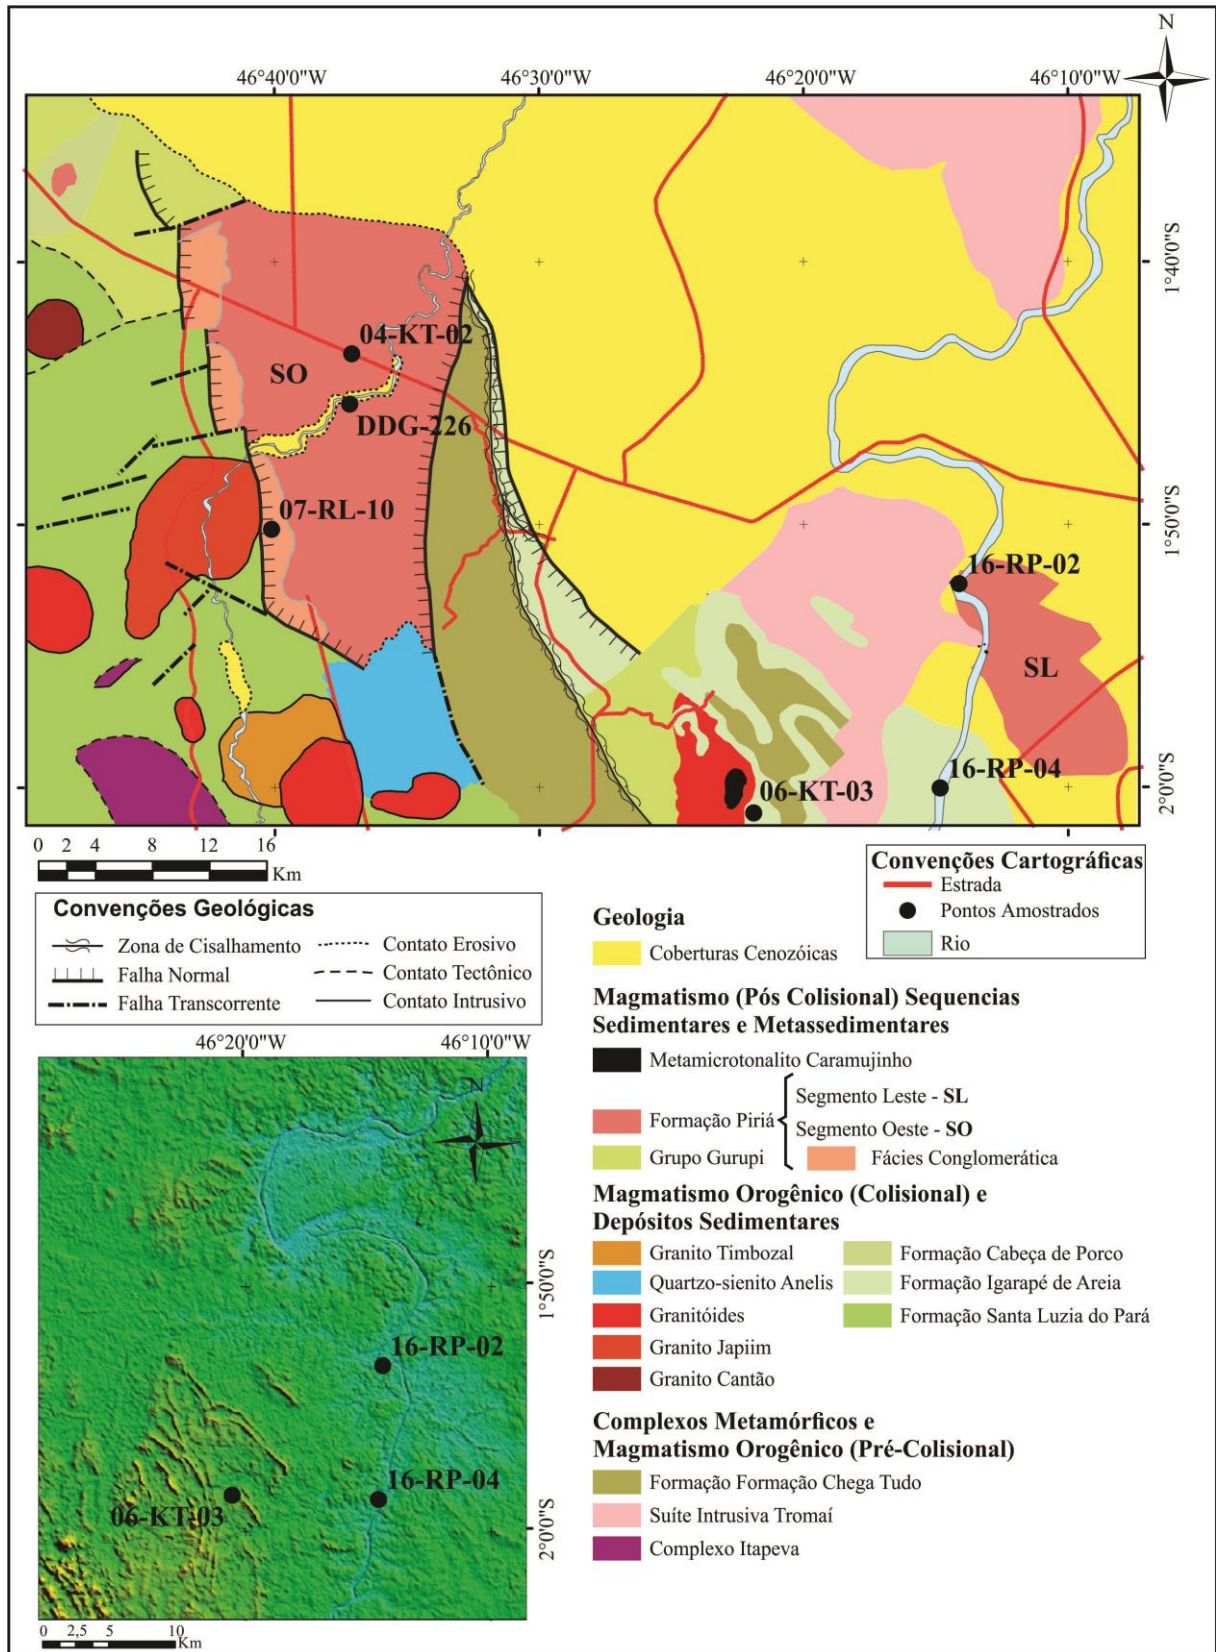 N
46°40'0"W
46°30'0"W
46°20'0"W
46°10'0"W
1°40'0"S
04-KT-02
SO
DDG-226
07-RL-10
1°50'0"S
16-RP-02
SL
16-RP-04
06-KT-03
2°0'0"S
0 2 4 8 12 16
Km
Convenções Cartográficas
Estrada
Pontos Amostrados
Rio
Convenções Geológicas
Zona de Cisalhamento
Contato Erosivo
Falha Normal
Contato Tectônico
Falha Transcorrente
Contato Intrusivo
Geologia
Coberturas Cenozóicas
Magmatismo (Pós Colisional) Sequencias
Sedimentares e Metassedimentares
Metamicrotonalito Caramujinho
Formação Piriá
Segmento Leste - SL
Segmento Oeste - SO
Grupo Gurupi
Fácies Conglomerática
Magmatismo Orogênico (Colisional) e
Depósitos Sedimentares
Granito Timbozal
Formação Cabeça de Porco
Quartzo-sienito Anelis
Formação Igarapé de Areia
Granitóides
Formação Santa Luzia do Pará
Granito Japiim
Granito Cantão
Complexos Metamórficos e
Magmatismo Orogênico (Pré-Colisional)
Formação Formação Chega Tudo
Suíte Intrusiva Tromaí
Complexo Itapeva
46°20'0"W
46°10'0"W
N
1°50'0"S
16-RP-02
16-RP-04
06-KT-03
2°0'0"S
0 2,5 5 10
Km